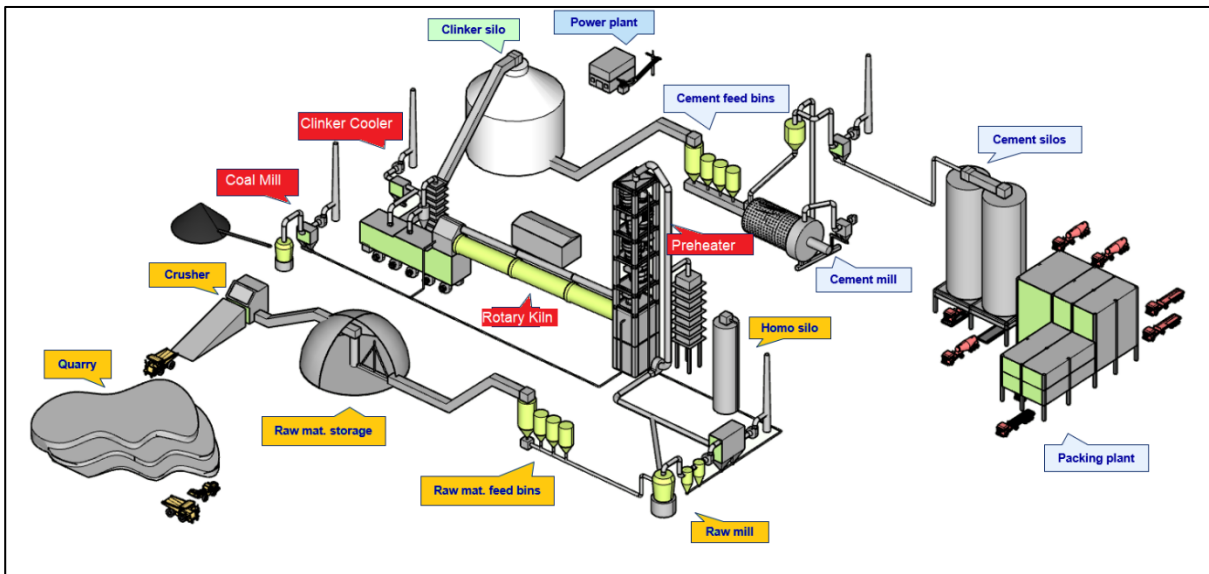 Clinker silo
Power plant
Cement feed bins
Clinker Cooler
Cement silos
Coal Mill
Preheater
Crusher
Cement mill
Rotary Kiln
Homo silo
Quarry
Raw mat. storage
Packing plant
Raw mat. feed bins
Raw mill